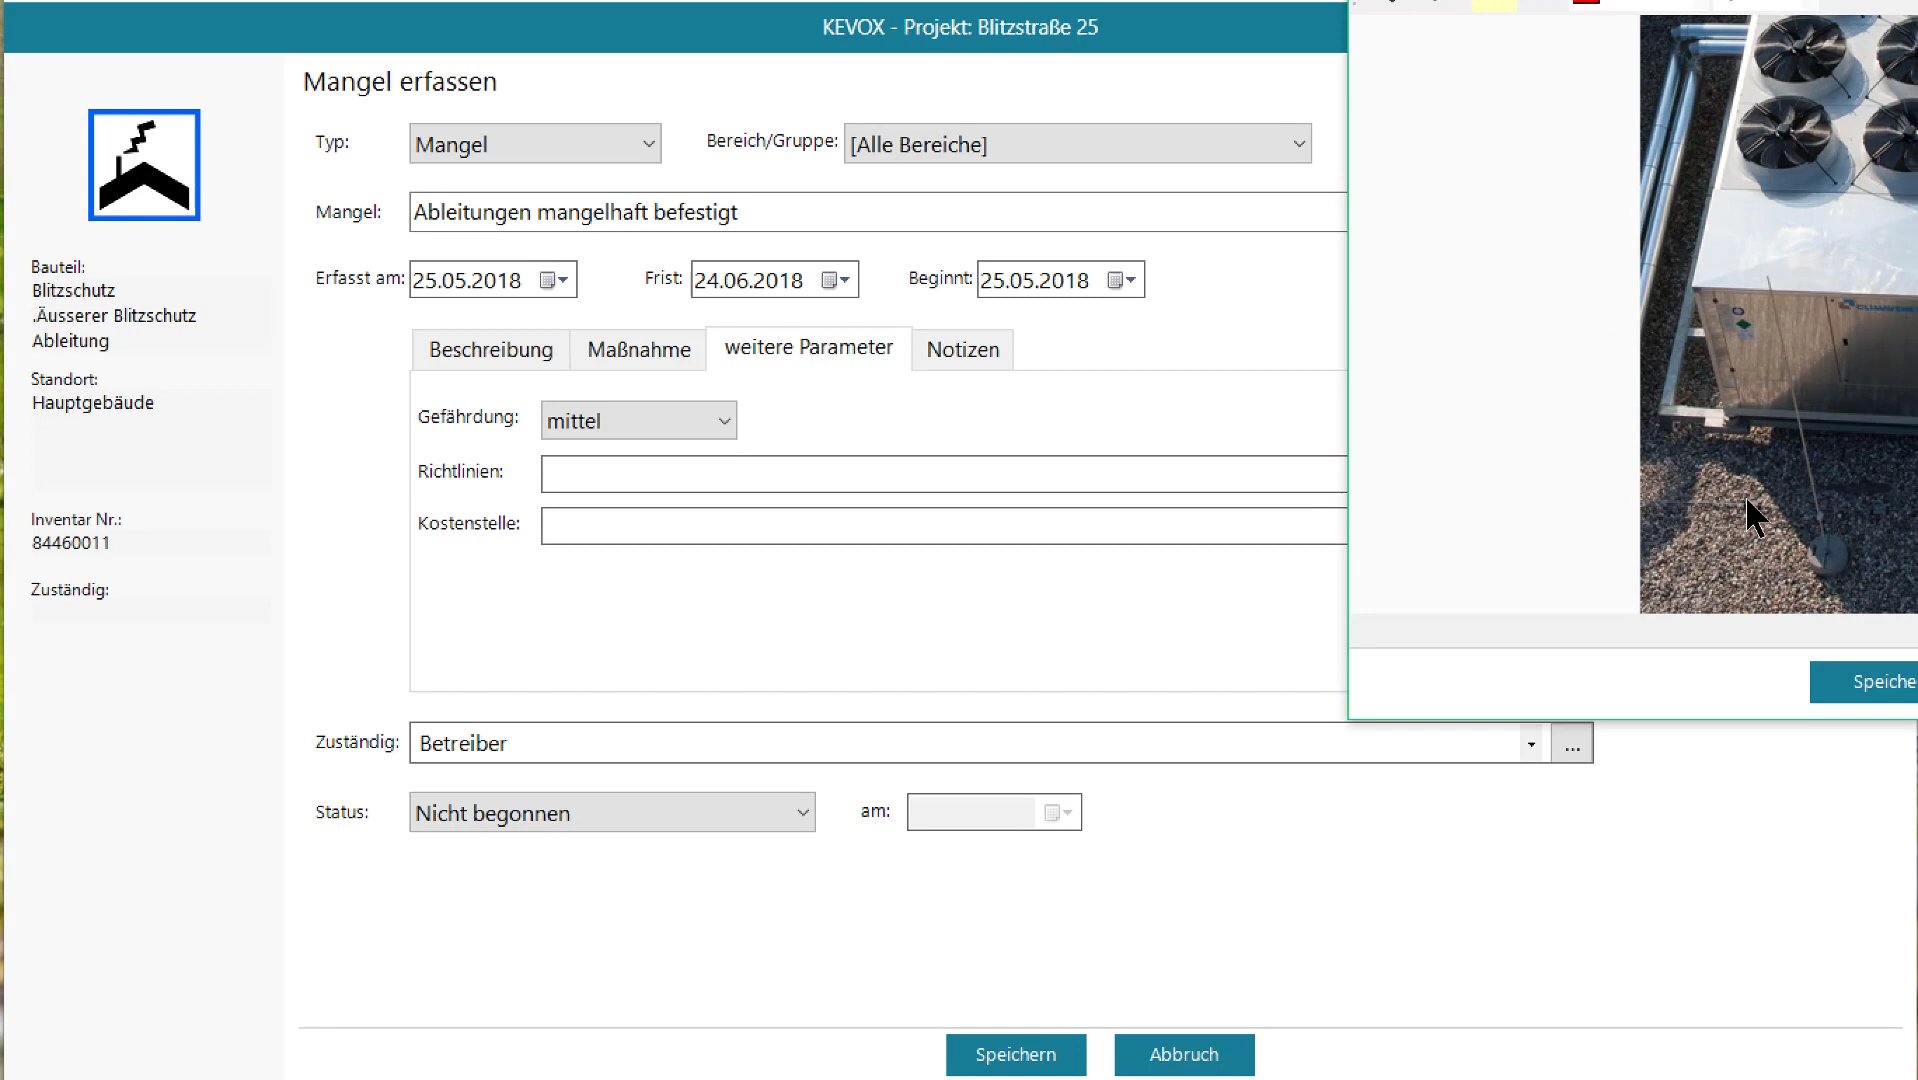 KEVOX - Projekt: Blitzstraße 25
Mangel erfassen
Typ: Mangel Bereich/Gruppe: [Alle Bereiche]
Mangel: Ableitungen mangelhaft befestigt
Erfasst am: 25.05.2018 Frist: 24.06.2018 Beginnt: 25.05.2018
Beschreibung Maßnahme weitere Parameter Notizen
Gefährdung: mittel
Richtlinien:
Kostenstelle:
Zuständig: Betreiber ...
Status: Nicht begonnen am:
Speichern Abbruch
Bauteil:
Blitzschutz
.Äusserer Blitzschutz
Ableitung
Standort:
Hauptgebäude
Inventar Nr.:
84460011
Zuständig:
Speiche